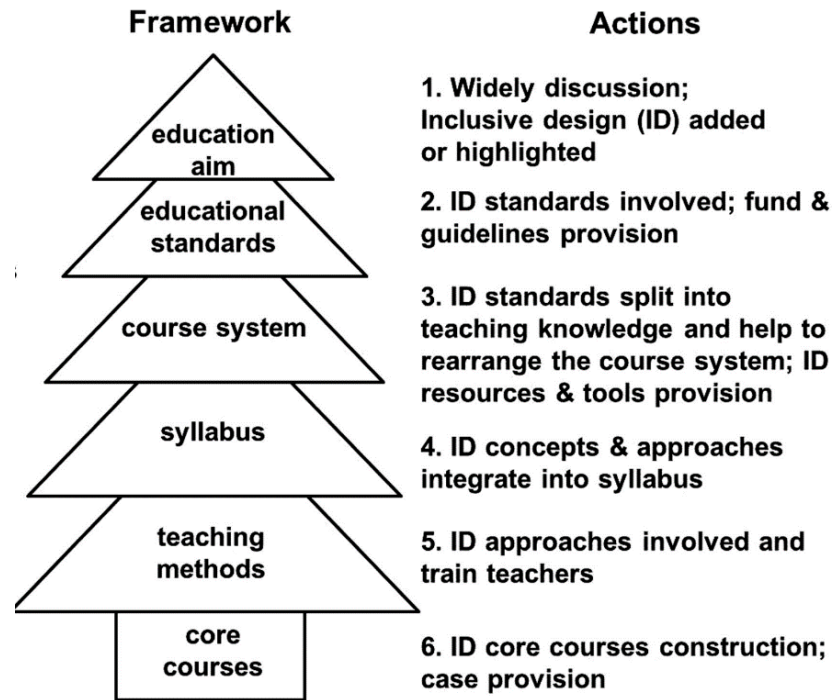 Framework
Actions
education
aim
1. Widely discussion;
Inclusive design (ID) added
or highlighted
educational
standards
2. ID standards involved; fund &
guidelines provision
course system
3. ID standards split into
teaching knowledge and help to
rearrange the course system; ID
resources & tools provision
syllabus
4. ID concepts & approaches
integrate into syllabus
teaching
methods
5. ID approaches involved and
train teachers
core
courses
6. ID core courses construction;
case provision